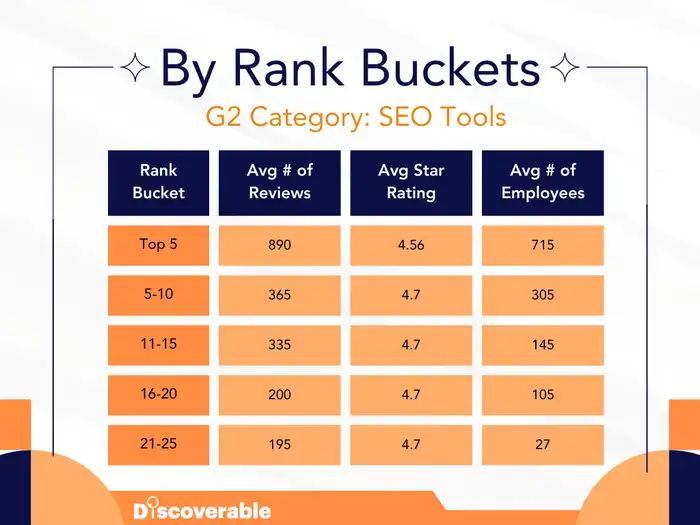 By Rank Buckets
G2 Category: SEO Tools
Rank Bucket | Avg # of Reviews | Avg Star Rating | Avg # of Employees
Top 5 | 890 | 4.56 | 715
5-10 | 365 | 4.7 | 305
11-15 | 335 | 4.7 | 145
16-20 | 200 | 4.7 | 105
21-25 | 195 | 4.7 | 27
Discoverable